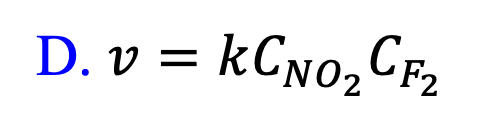 D. v = kC_{NO_2}C_{F_2}